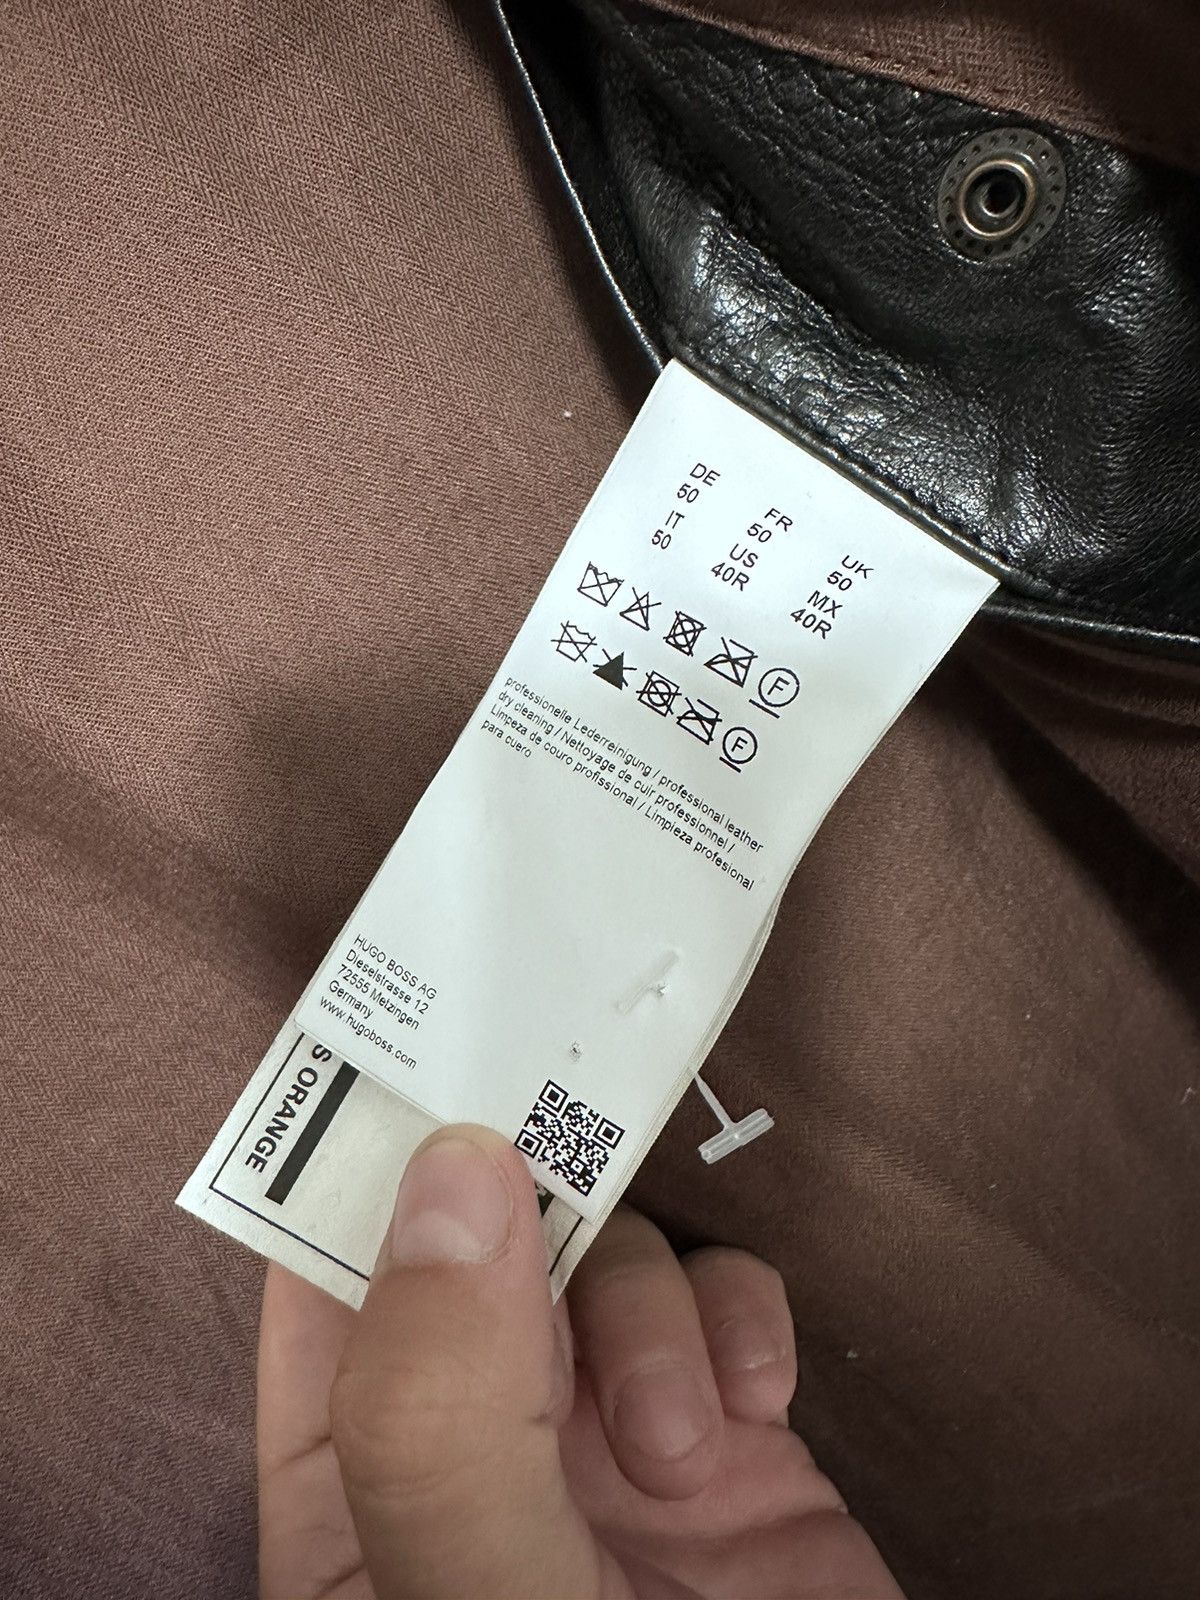 DE FR UK
50 50 50
IT US MX
50 40R 40R
F
F
professionelle Lederreinigung / professional leather
dry cleaning / Nettoyage de cuir professionnel /
Limpeza de couro profissional / Limpieza profesional
para cuero
HUGO BOSS AG
Dieselstrasse 12
72555 Metzingen
Germany
www.hugoboss.com
S ORANGE